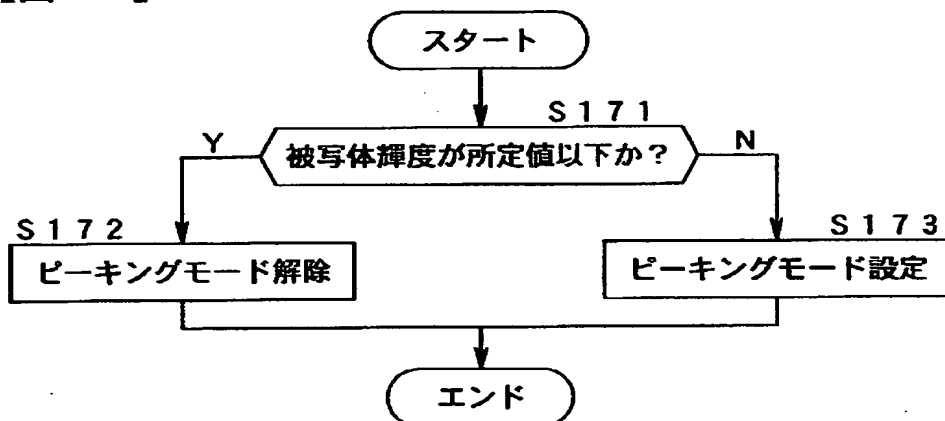 スタート
S171
Y
被写体輝度が所定値以下か?
N
S172
S173
ピーキングモード解除
ピーキングモード設定
エンド